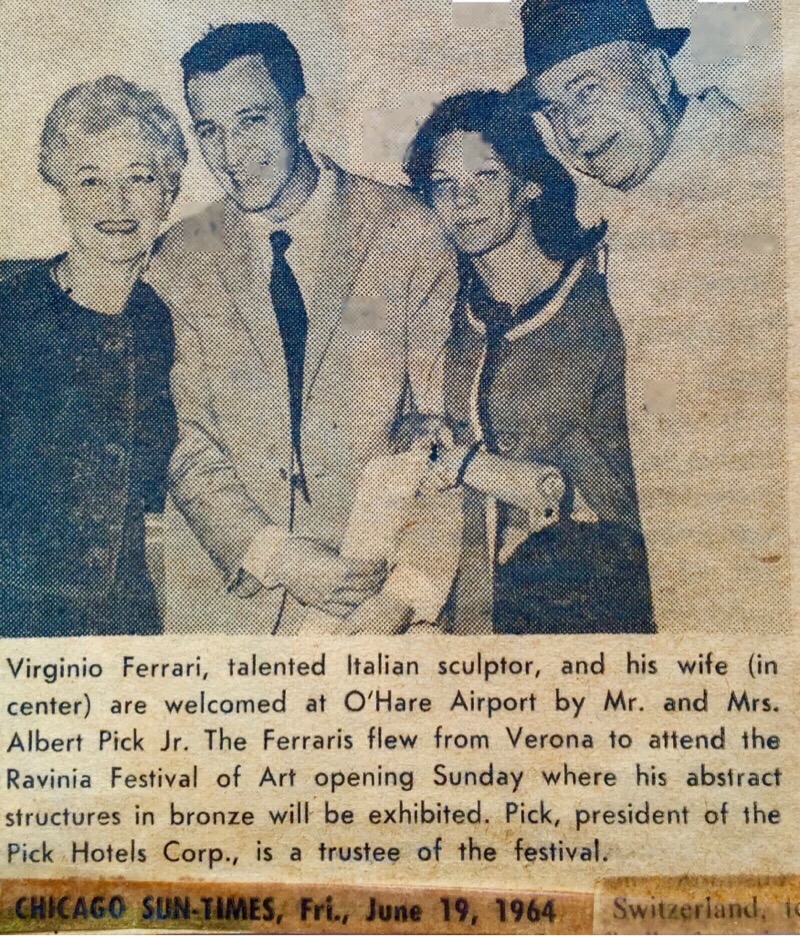 Virginio Ferrari, talented Italian sculptor, and his wife (in
center) are welcomed at O'Hare Airport by Mr. and Mrs.
Albert Pick Jr. The Ferraris flew from Verona to attend the
Ravinia Festival of Art opening Sunday where his abstract
structures in bronze will be exhibited. Pick, president of the
Pick Hotels Corp., is a trustee of the festival.
CHICAGO SUN-TIMES, Fri., June 19, 1964
Switzerland,